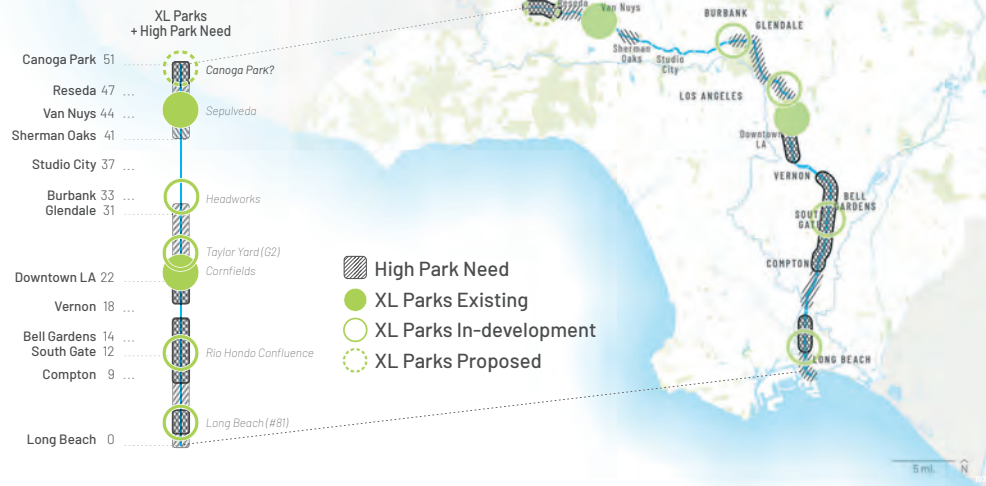 XL Parks
+ High Park Need
Canoga Park 51
Canoga Park?
Reseda 47 ...
Van Nuys 44 ...
Sepulveda
Sherman Oaks 41
Studio City 37 ...
Burbank 33 ...
Headworks
Glendale 31
Taylor Yard (G2)
Cornfields
Downtown LA 22
Vernon 18 ...
Bell Gardens 14 ...
South Gate 12
Rio Hondo Confluence
Compton 9 ...
Long Beach (#81)
Long Beach 0
High Park Need
XL Parks Existing
XL Parks In-development
XL Parks Proposed
Reseda
Van Nuys
Sherman
Oaks
Studio
City
BURBANK
GLENDALE
LOS ANGELES
Downtown
LA
VERNON
BELL
GARDENS
SOUTH
GATE
COMPTON
LONG BEACH
5 mi.
N